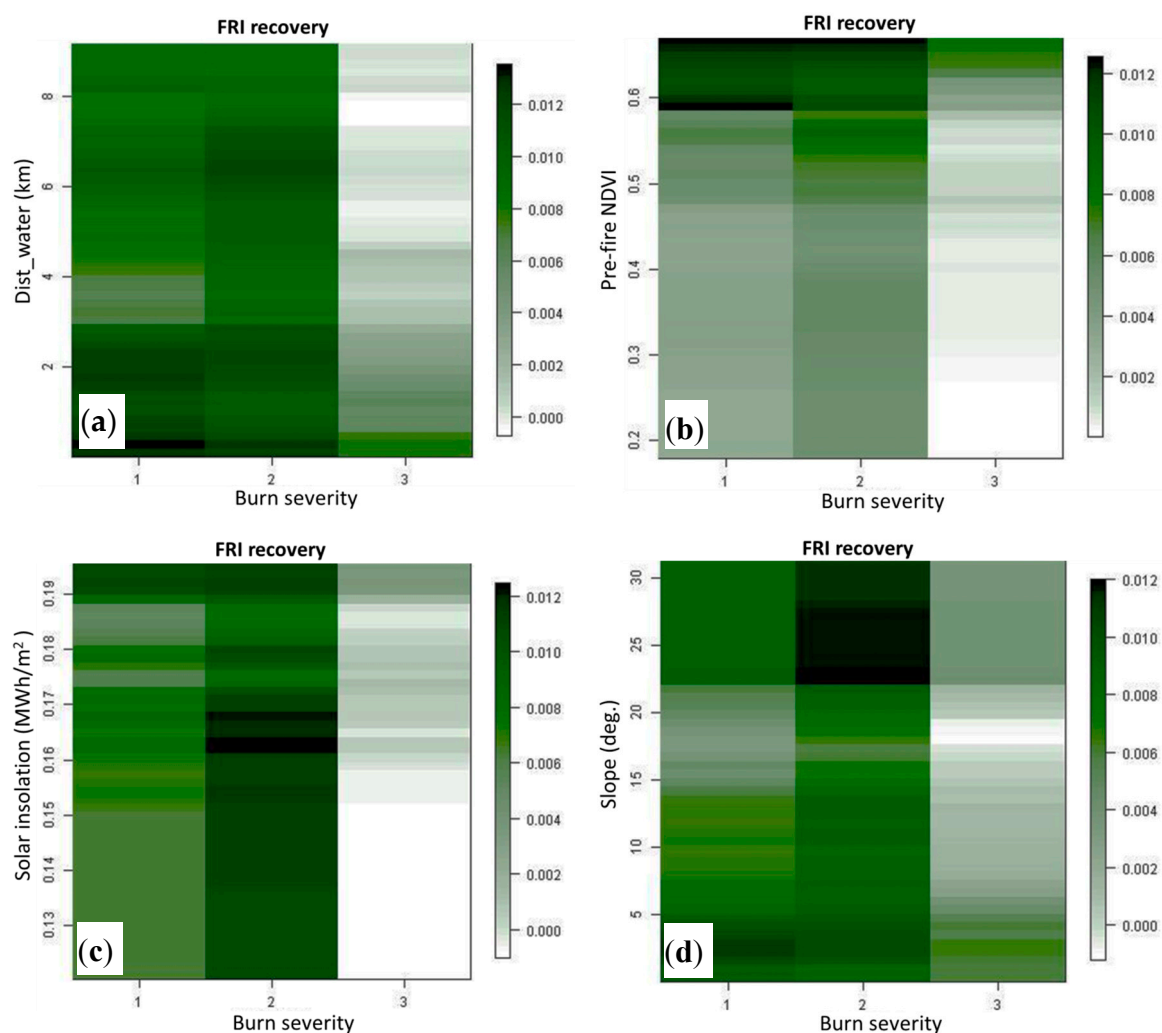 FRI recovery
Dist_water (km)
8
6
4
2
(a)
1 2 3
Burn severity
0.012
0.010
0.008
0.006
0.004
0.002
0.000
FRI recovery
Pre-fire NDVI
0.6
0.5
0.4
0.3
0.2
(b)
1 2 3
Burn severity
0.012
0.010
0.008
0.006
0.004
0.002
FRI recovery
Solar insolation (MWh/m²)
0.19
0.18
0.17
0.16
0.15
0.14
0.13
(c)
1 2 3
Burn severity
0.012
0.010
0.008
0.006
0.004
0.002
0.000
FRI recovery
Slope (deg.)
30
25
20
15
10
5
(d)
1 2 3
Burn severity
0.012
0.010
0.008
0.006
0.004
0.002
0.000